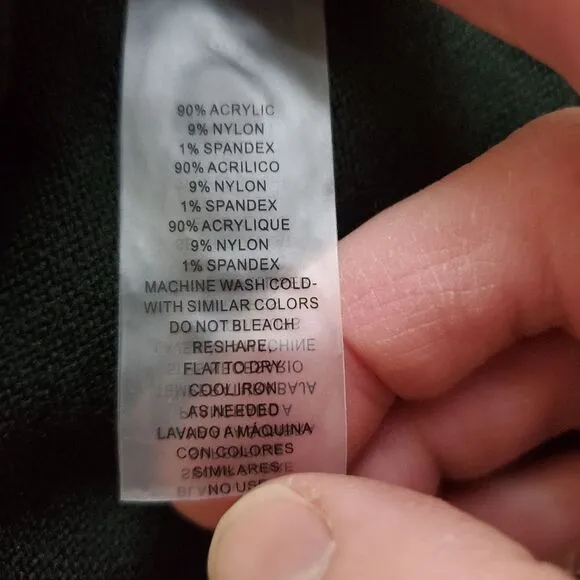 90% ACRYLIC
9% NYLON
1% SPANDEX
90% ACRILICO
9% NYLON
1% SPANDEX
90% ACRYLIQUE
9% NYLON
1% SPANDEX
MACHINE WASH COLD-
WITH SIMILAR COLORS
DO NOT BLEACH
RESHAPE,
FLAT TO DRY
COOL IRON
AS NEEDED
LAVADO A MÁQUINA
CON COLORES
SIMILARES
NO USE